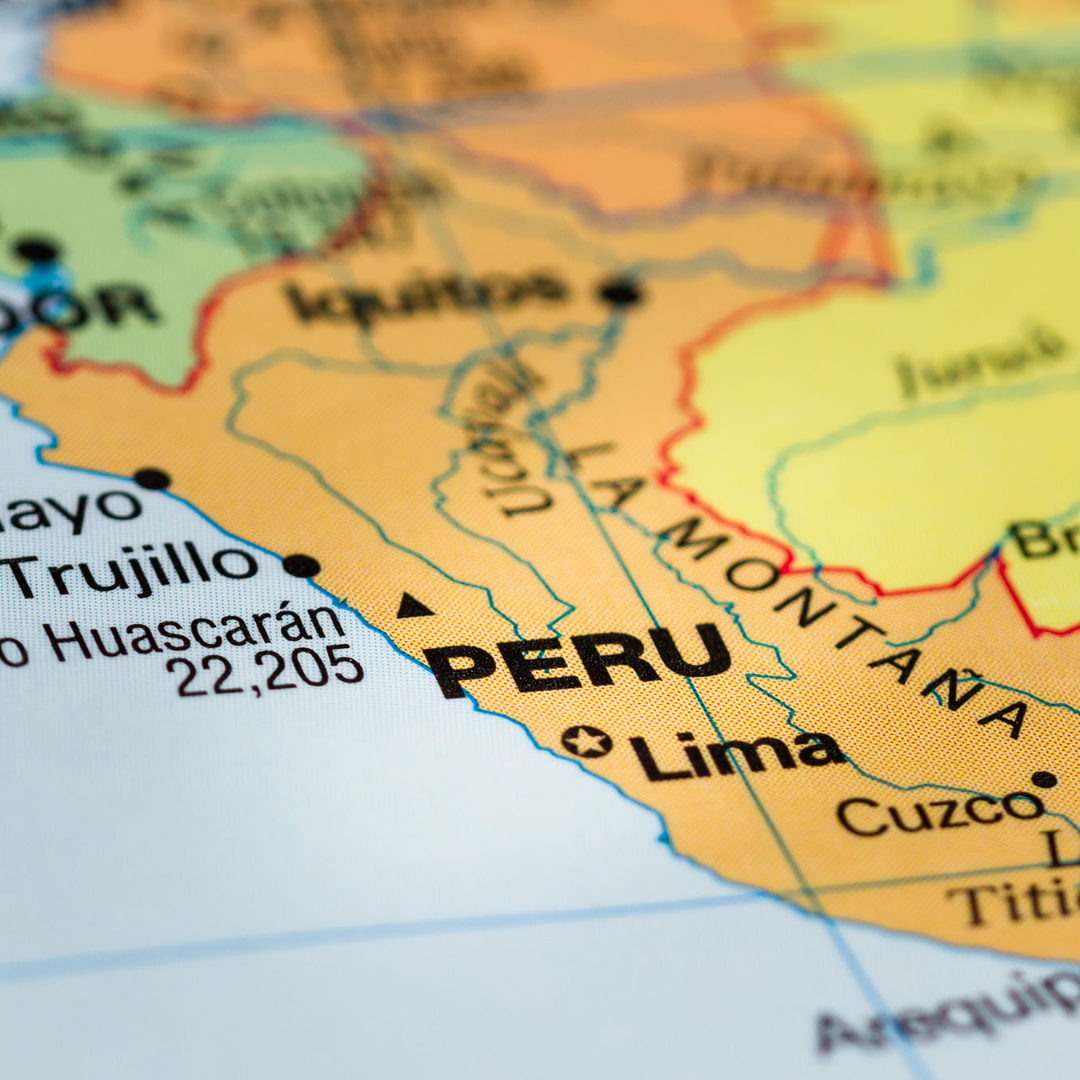 Iquitos
DOR
Juruá
Ucayali
LA MONTAÑA
Br
ayo
Trujillo
o Huascarán
22,205
PERU
Lima
Cuzco
L
Titi
Arequip